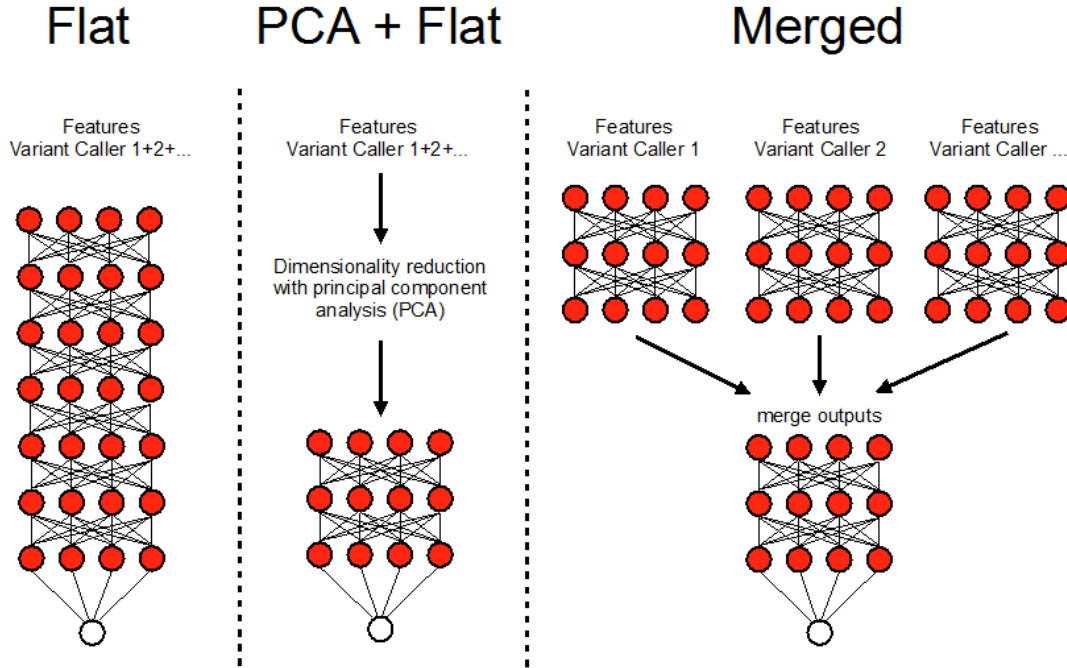 Flat
PCA + Flat
Merged
Features
Variant Caller 1+2+...
Features
Variant Caller 1+2+...
Dimensionality reduction
with principal component
analysis (PCA)
Features
Variant Caller 1
Features
Variant Caller 2
Features
Variant Caller ...
merge outputs